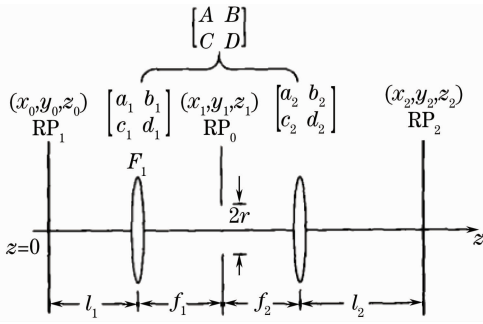 [A B
C D]
(x₀,y₀,z₀)
RP₁
[a₁ b₁
c₁ d₁]
(x₁,y₁,z₁)
RP₀
[a₂ b₂
c₂ d₂]
(x₂,y₂,z₂)
RP₂
F₁
2r
z=0
z
l₁
f₁
f₂
l₂